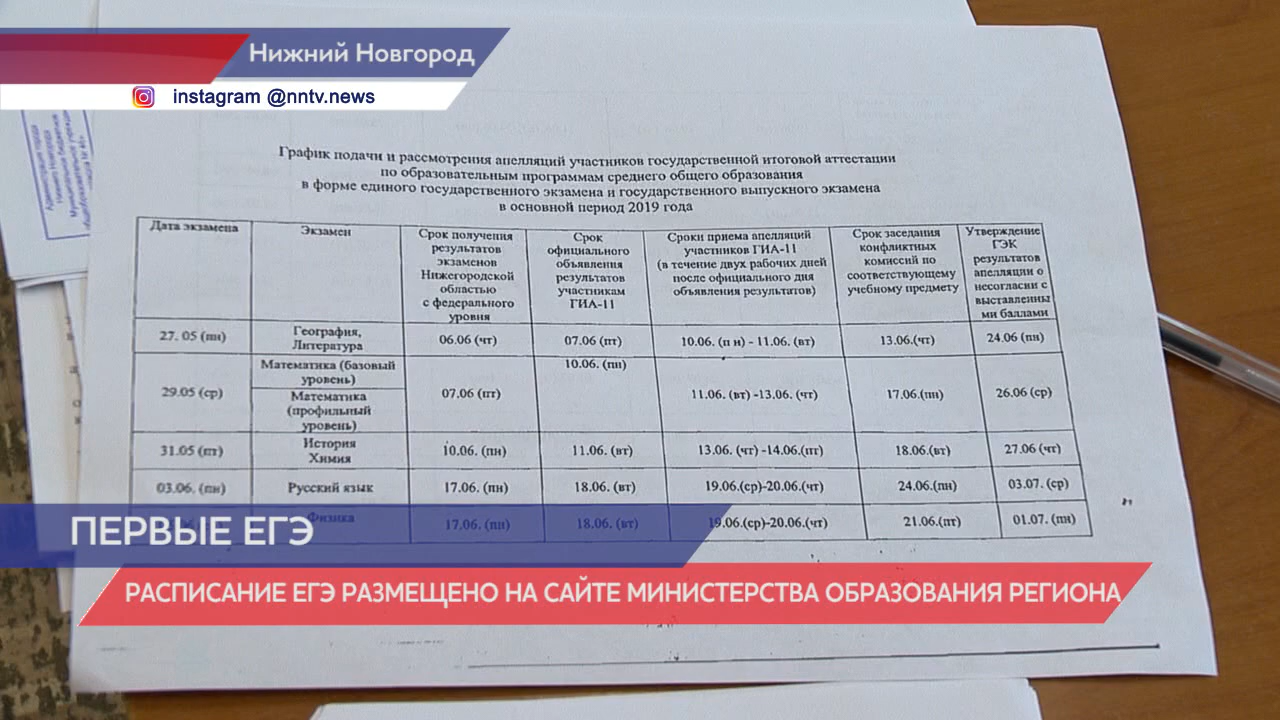 Нижний Новгород
instagram @nntv.news
Администрация города
Нижнего Новгорода
График подачи и рассмотрения апелляций участников государственной итоговой аттестации
по образовательным программам среднего общего образования
в форме единого государственного экзамена и государственного выпускного экзамена
в основной период 2019 года
Дата экзамена
Экзамен
Срок получения
результатов
экзаменов
Нижегородской
областью
с федерального
уровня
Срок
официального
объявления
результатов
участникам
ГИА-11
Сроки приема апелляций
участников ГИА-11
(в течение двух рабочих дней
после официального дня
объявления результатов)
Срок заседания
конфликтных
комиссий по
соответствующему
учебному предмету
Утверждение
ГЭК
результатов
апелляции о
несогласии с
выставленны
ми баллами
27. 05 (пн)
География,
Литература
06.06 (чт)
07.06 (пт)
10.06. (п н) - 11.06. (вт)
13.06.(чт)
24.06 (пн)
29.05 (ср)
Математика (базовый
уровень)
Математика
(профильный
уровень)
07.06 (пт)
10.06. (пн)
11.06. (вт) -13.06. (чт)
17.06.(пн)
26.06 (ср)
31.05 (пт)
История
Химия
10.06. (пн)
11.06. (вт)
13.06. (чт) -14.06.(пт)
18.06.(вт)
27.06 (чт)
03.06. (пн)
Русский язык
17.06. (пн)
18.06. (вт)
19.06.(ср)-20.06.(чт)
24.06.(пн)
03.07. (ср)
Физика
17.06. (пн)
18.06. (вт)
19.06.(ср)-20.06.(чт)
21.06.(пт)
01.07. (пн)
ПЕРВЫЕ ЕГЭ
РАСПИСАНИЕ ЕГЭ РАЗМЕЩЕНО НА САЙТЕ МИНИСТЕРСТВА ОБРАЗОВАНИЯ РЕГИОНА